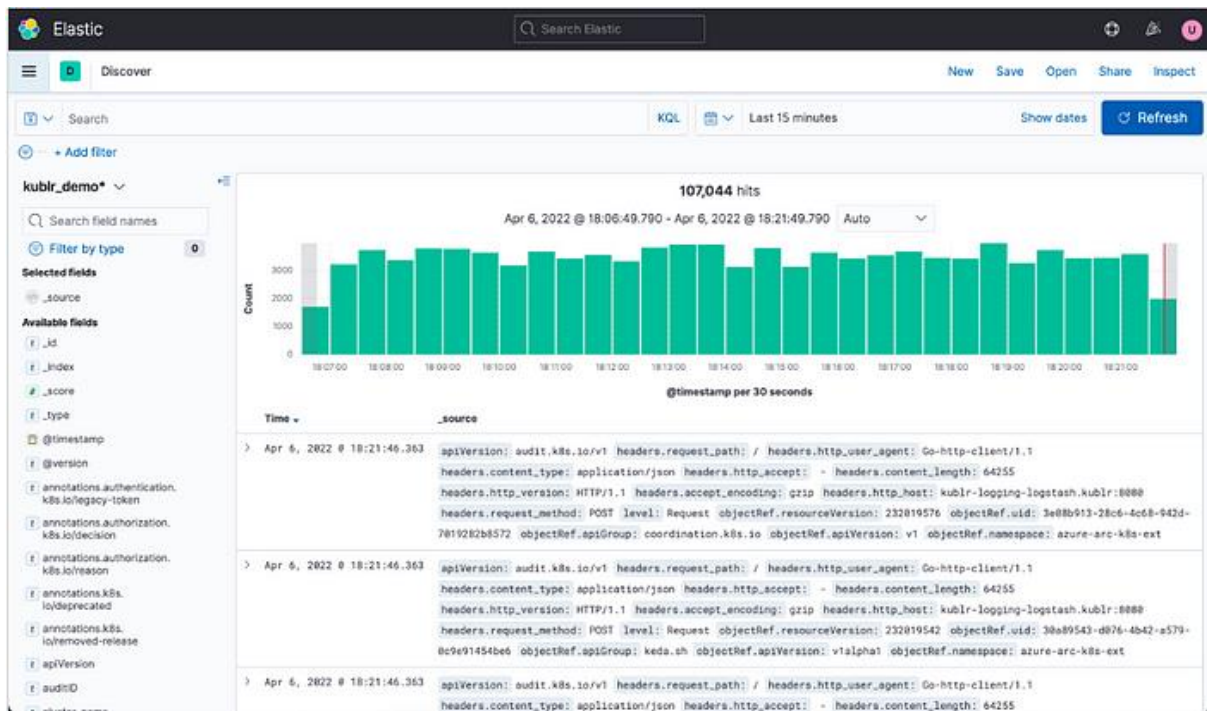 Elastic
Search Elastic
U
D
Discover
New Save Open Share Inspect
Search
KQL
Last 15 minutes
Show dates
Refresh
+ Add filter
kublr_demo*
107,044 hits
Search field names
Apr 6, 2022 @ 18:06:49.790 - Apr 6, 2022 @ 18:21:49.790 Auto
Filter by type 0
Selected fields
_source
Available fields
t _id
t _index
# _score
t _type
@timestamp
t @version
t annotations.authentication.
k8s.io/legacy-token
t annotations.authorization.
k8s.io/decision
t annotations.authorization.
k8s.io/reason
t annotations.k8s.
io/deprecated
t annotations.k8s.
io/removed-release
t apiVersion
t auditID
t cluster_name
Count
3000
2000
1000
0
18:07:00 18:08:00 18:09:00 18:10:00 18:11:00 18:12:00 18:13:00 18:14:00 18:15:00 18:16:00 18:17:00 18:18:00 18:19:00 18:20:00 18:21:00
@timestamp per 30 seconds
Time _source
Apr 6, 2022 @ 18:21:46.363 apiVersion: audit.k8s.io/v1 headers.request_path: / headers.http_user_agent: Go-http-client/1.1
headers.content_type: application/json headers.http_accept: - headers.content_length: 64255
headers.http_version: HTTP/1.1 headers.accept_encoding: gzip headers.http_host: kublr-logging-logstash.kublr:8080
headers.request_method: POST level: Request objectRef.resourceVersion: 232019576 objectRef.uid: 3e08b913-28c6-4c68-942d-
7019282b8572 objectRef.apiGroup: coordination.k8s.io objectRef.apiVersion: v1 objectRef.namespace: azure-arc-k8s-ext
Apr 6, 2022 @ 18:21:46.363 apiVersion: audit.k8s.io/v1 headers.request_path: / headers.http_user_agent: Go-http-client/1.1
headers.content_type: application/json headers.http_accept: - headers.content_length: 64255
headers.http_version: HTTP/1.1 headers.accept_encoding: gzip headers.http_host: kublr-logging-logstash.kublr:8080
headers.request_method: POST level: Request objectRef.resourceVersion: 232019542 objectRef.uid: 30a89543-d076-4b42-a579-
0c9e91454be6 objectRef.apiGroup: keda.sh objectRef.apiVersion: v1alpha1 objectRef.namespace: azure-arc-k8s-ext
Apr 6, 2022 @ 18:21:46.363 apiVersion: audit.k8s.io/v1 headers.request_path: / headers.http_user_agent: Go-http-client/1.1
headers.content_type: application/json headers.http_accept: - headers.content_length: 64255